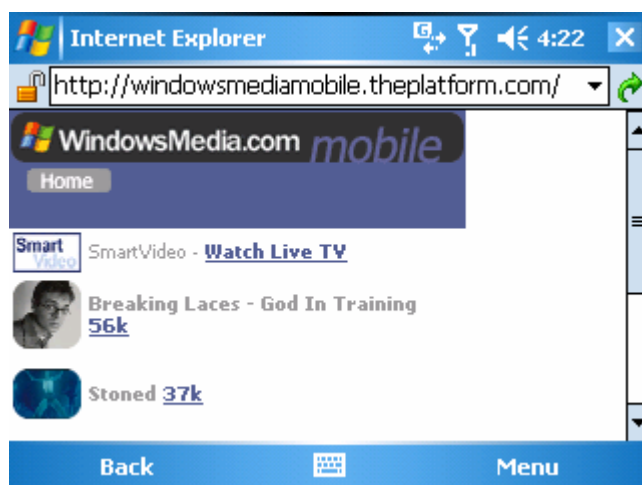 Internet Explorer G 4:22
http://windowsmediamobile.theplatform.com/
WindowsMedia.com mobile
Home
Smart Video SmartVideo - Watch Live TV
Breaking Laces - God In Training
56k
Stoned 37k
Back Menu